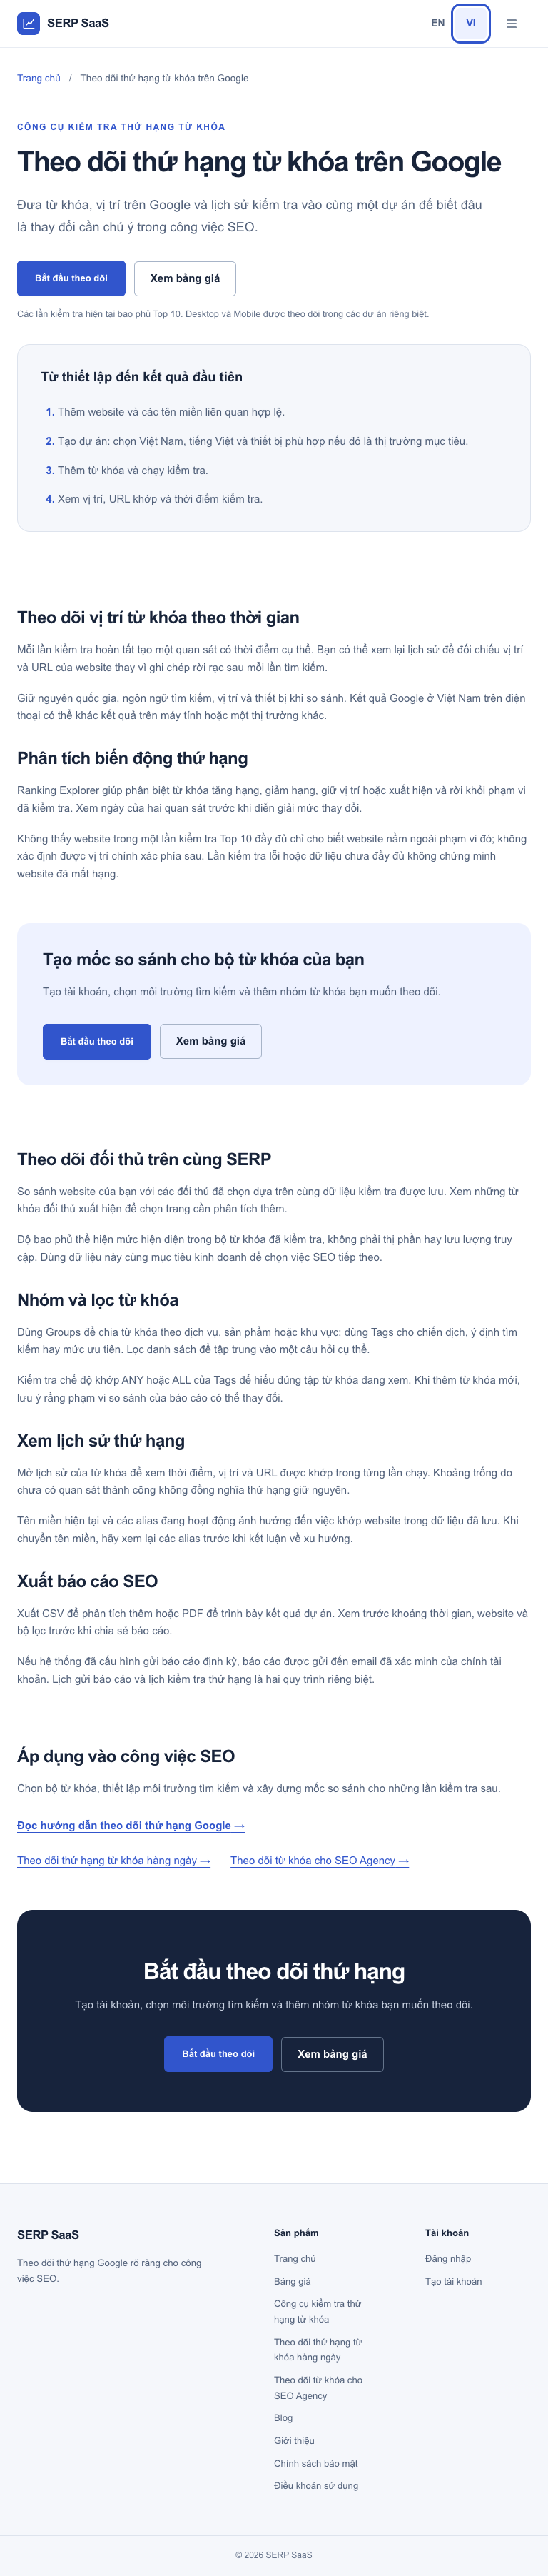 SERP SaaS
EN
VI
Trang chủ / Theo dõi thứ hạng từ khóa trên Google
CÔNG CỤ KIỂM TRA THỨ HẠNG TỪ KHÓA
Theo dõi thứ hạng từ khóa trên Google
Đưa từ khóa, vị trí trên Google và lịch sử kiểm tra vào cùng một dự án để biết đâu
là thay đổi cần chú ý trong công việc SEO.
Bắt đầu theo dõi
Xem bảng giá
Các lần kiểm tra hiện tại bao phủ Top 10. Desktop và Mobile được theo dõi trong các dự án riêng biệt.
Từ thiết lập đến kết quả đầu tiên
1. Thêm website và các tên miền liên quan hợp lệ.
2. Tạo dự án: chọn Việt Nam, tiếng Việt và thiết bị phù hợp nếu đó là thị trường mục tiêu.
3. Thêm từ khóa và chạy kiểm tra.
4. Xem vị trí, URL khớp và thời điểm kiểm tra.
Theo dõi vị trí từ khóa theo thời gian
Mỗi lần kiểm tra hoàn tất tạo một quan sát có thời điểm cụ thể. Bạn có thể xem lại lịch sử để đối chiếu vị trí
và URL của website thay vì ghi chép rời rạc sau mỗi lần tìm kiếm.
Giữ nguyên quốc gia, ngôn ngữ tìm kiếm, vị trí và thiết bị khi so sánh. Kết quả Google ở Việt Nam trên điện
thoại có thể khác kết quả trên máy tính hoặc một thị trường khác.
Phân tích biến động thứ hạng
Ranking Explorer giúp phân biệt từ khóa tăng hạng, giảm hạng, giữ vị trí hoặc xuất hiện và rời khỏi phạm vi
đã kiểm tra. Xem ngày của hai quan sát trước khi diễn giải mức thay đổi.
Không thấy website trong một lần kiểm tra Top 10 đầy đủ chỉ cho biết website nằm ngoài phạm vi đó; không
xác định được vị trí chính xác phía sau. Lần kiểm tra lỗi hoặc dữ liệu chưa đầy đủ không chứng minh
website đã mất hạng.
Tạo mốc so sánh cho bộ từ khóa của bạn
Tạo tài khoản, chọn môi trường tìm kiếm và thêm nhóm từ khóa bạn muốn theo dõi.
Bắt đầu theo dõi
Xem bảng giá
Theo dõi đối thủ trên cùng SERP
So sánh website của bạn với các đối thủ đã chọn dựa trên cùng dữ liệu kiểm tra được lưu. Xem những từ
khóa đối thủ xuất hiện để chọn trang cần phân tích thêm.
Độ bao phủ thể hiện mức hiện diện trong bộ từ khóa đã kiểm tra, không phải thị phần hay lưu lượng truy
cập. Dùng dữ liệu này cùng mục tiêu kinh doanh để chọn việc SEO tiếp theo.
Nhóm và lọc từ khóa
Dùng Groups để chia từ khóa theo dịch vụ, sản phẩm hoặc khu vực; dùng Tags cho chiến dịch, ý định tìm
kiếm hay mức ưu tiên. Lọc danh sách để tập trung vào một câu hỏi cụ thể.
Kiểm tra chế độ khớp ANY hoặc ALL của Tags để hiểu đúng tập từ khóa đang xem. Khi thêm từ khóa mới,
lưu ý rằng phạm vi so sánh của báo cáo có thể thay đổi.
Xem lịch sử thứ hạng
Mở lịch sử của từ khóa để xem thời điểm, vị trí và URL được khớp trong từng lần chạy. Khoảng trống do
chưa có quan sát thành công không đồng nghĩa thứ hạng giữ nguyên.
Tên miền hiện tại và các alias đang hoạt động ảnh hưởng đến việc khớp website trong dữ liệu đã lưu. Khi
chuyển tên miền, hãy xem lại các alias trước khi kết luận về xu hướng.
Xuất báo cáo SEO
Xuất CSV để phân tích thêm hoặc PDF để trình bày kết quả dự án. Xem trước khoảng thời gian, website và
bộ lọc trước khi chia sẻ báo cáo.
Nếu hệ thống đã cấu hình gửi báo cáo định kỳ, báo cáo được gửi đến email đã xác minh của chính tài
khoản. Lịch gửi báo cáo và lịch kiểm tra thứ hạng là hai quy trình riêng biệt.
Áp dụng vào công việc SEO
Chọn bộ từ khóa, thiết lập môi trường tìm kiếm và xây dựng mốc so sánh cho những lần kiểm tra sau.
Đọc hướng dẫn theo dõi thứ hạng Google →
Theo dõi thứ hạng từ khóa hàng ngày →
Theo dõi từ khóa cho SEO Agency →
Bắt đầu theo dõi thứ hạng
Tạo tài khoản, chọn môi trường tìm kiếm và thêm nhóm từ khóa bạn muốn theo dõi.
Bắt đầu theo dõi
Xem bảng giá
SERP SaaS
Theo dõi thứ hạng Google rõ ràng cho công
việc SEO.
Sản phẩm
Trang chủ
Bảng giá
Công cụ kiểm tra thứ
hạng từ khóa
Theo dõi thứ hạng từ
khóa hàng ngày
Theo dõi từ khóa cho
SEO Agency
Blog
Giới thiệu
Chính sách bảo mật
Điều khoản sử dụng
Tài khoản
Đăng nhập
Tạo tài khoản
© 2026 SERP SaaS